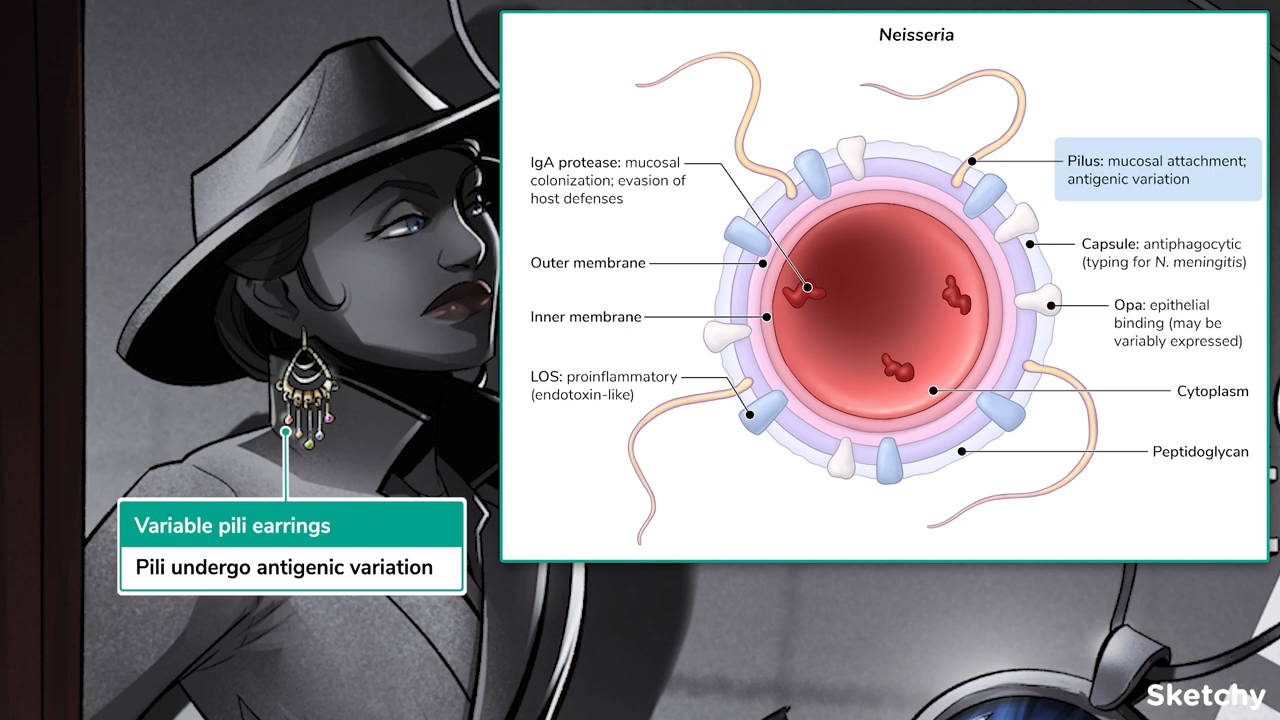 Neisseria
IgA protease: mucosal
colonization; evasion of
host defenses
Outer membrane
Inner membrane
LOS: proinflammatory
(endotoxin-like)
Pilus: mucosal attachment;
antigenic variation
Capsule: antiphagocytic
(typing for N. meningitis)
Opa: epithelial
binding (may be
variably expressed)
Cytoplasm
Peptidoglycan
Variable pili earrings
Pili undergo antigenic variation
Sketchy